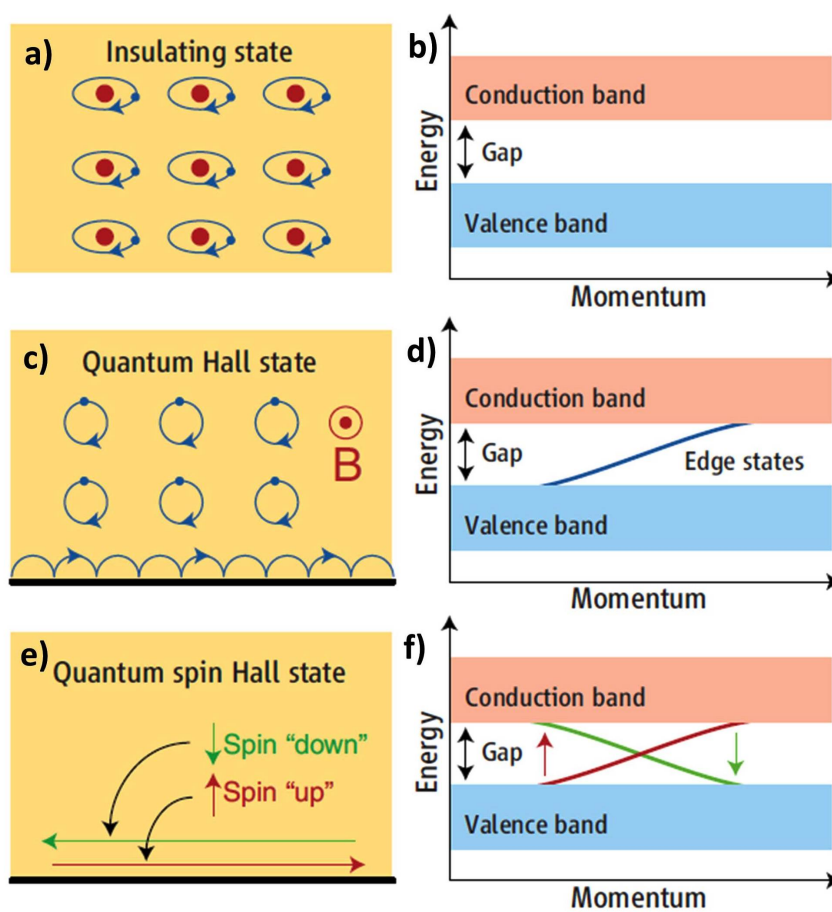 a)
Insulating state
b)
Energy
Conduction band
Gap
Valence band
Momentum
c)
Quantum Hall state
B
d)
Energy
Conduction band
Gap
Edge states
Valence band
Momentum
e)
Quantum spin Hall state
Spin “down”
Spin “up”
f)
Energy
Conduction band
Gap
Valence band
Momentum